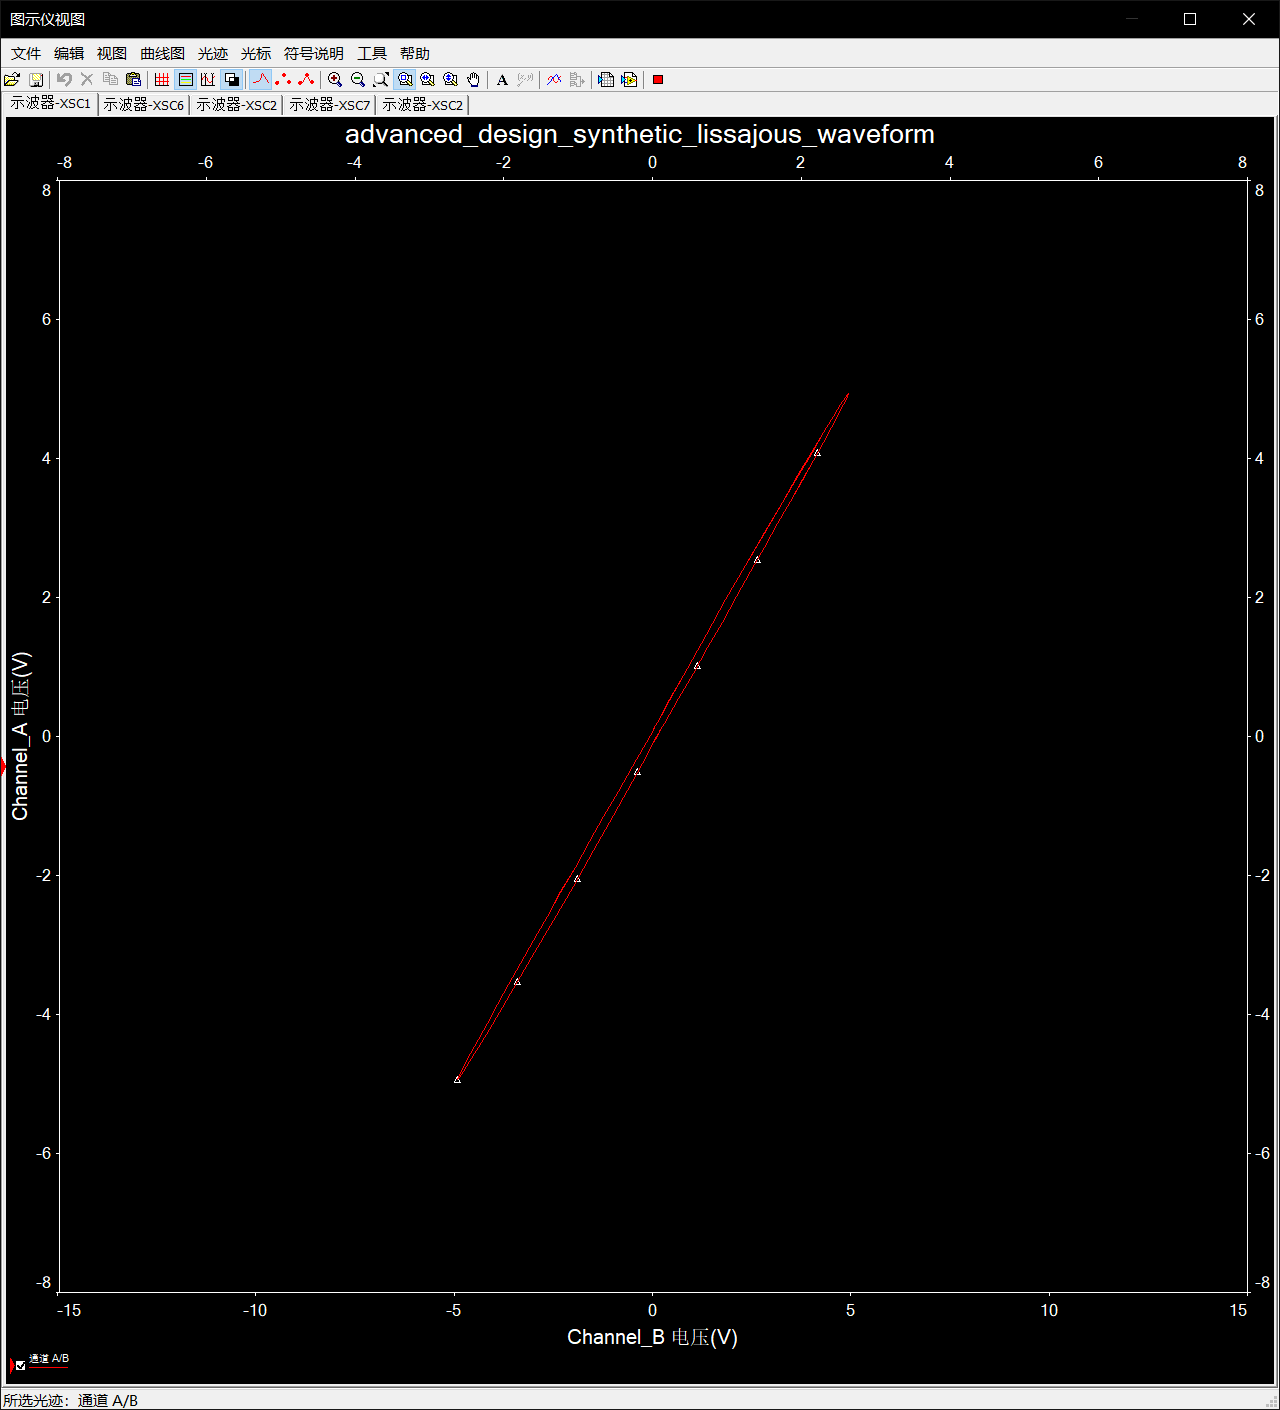 图示仪视图
文件 编辑 视图 曲线图 光迹 光标 符号说明 工具 帮助
A
示波器-XSC1 示波器-XSC6 示波器-XSC2 示波器-XSC7 示波器-XSC2
advanced_design_synthetic_lissajous_waveform
-8 -6 -4 -2 0 2 4 6 8
8 8
6 6
4 4
2 2
Channel_A 电压(V)
0 0
-2 -2
-4 -4
-6 -6
-8 -8
-15 -10 -5 0 5 10 15
Channel_B 电压(V)
通道 A/B
所选光迹：通道 A/B